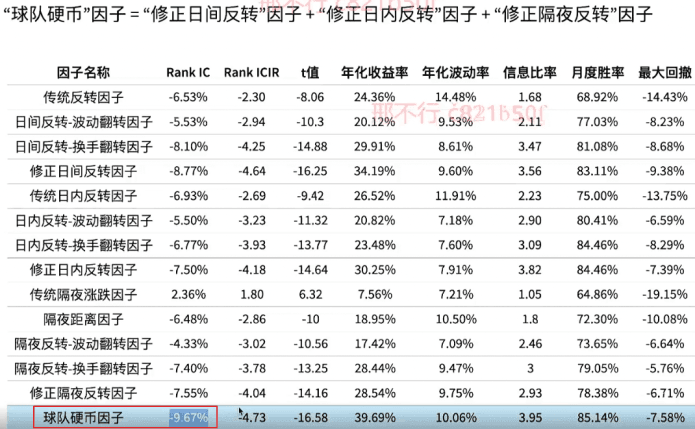 “球队硬币”因子 = “修正日间反转”因子 + “修正日内反转”因子 + “修正隔夜反转”因子
因子名称 Rank IC Rank ICIR t值 年化收益率 年化波动率 信息比率 月度胜率 最大回撤
传统反转因子 -6.53% -2.30 -8.06 24.36% 14.48% 1.68 68.92% -14.43%
日间反转-波动翻转因子 -5.53% -2.94 -10.3 20.12% 9.53% 2.11 77.03% -8.23%
日间反转-换手翻转因子 -8.10% -4.25 -14.88 29.91% 8.61% 3.47 81.08% -8.68%
修正日间反转因子 -8.77% -4.64 -16.25 34.19% 9.60% 3.56 83.11% -9.38%
传统日内反转因子 -6.93% -2.69 -9.42 26.52% 11.91% 2.23 75.00% -13.75%
日内反转-波动翻转因子 -5.50% -3.23 -11.32 20.82% 7.18% 2.90 80.41% -6.59%
日内反转-换手翻转因子 -6.77% -3.93 -13.77 23.48% 7.60% 3.09 84.46% -8.29%
修正日内反转因子 -7.50% -4.18 -14.64 30.25% 7.91% 3.82 84.46% -7.39%
传统隔夜涨跌因子 2.36% 1.80 6.32 7.56% 7.21% 1.05 64.86% -19.15%
隔夜距离因子 -6.48% -2.86 -10 18.95% 10.50% 1.8 72.30% -10.08%
隔夜反转-波动翻转因子 -4.33% -3.02 -10.56 17.42% 7.09% 2.46 73.65% -6.64%
隔夜反转-换手翻转因子 -7.40% -3.78 -13.25 28.44% 9.47% 3 79.05% -5.76%
修正隔夜反转因子 -7.55% -4.04 -14.16 28.54% 9.75% 2.93 78.38% -6.71%
球队硬币因子 -9.67% -4.73 -16.58 39.69% 10.06% 3.95 85.14% -7.58%